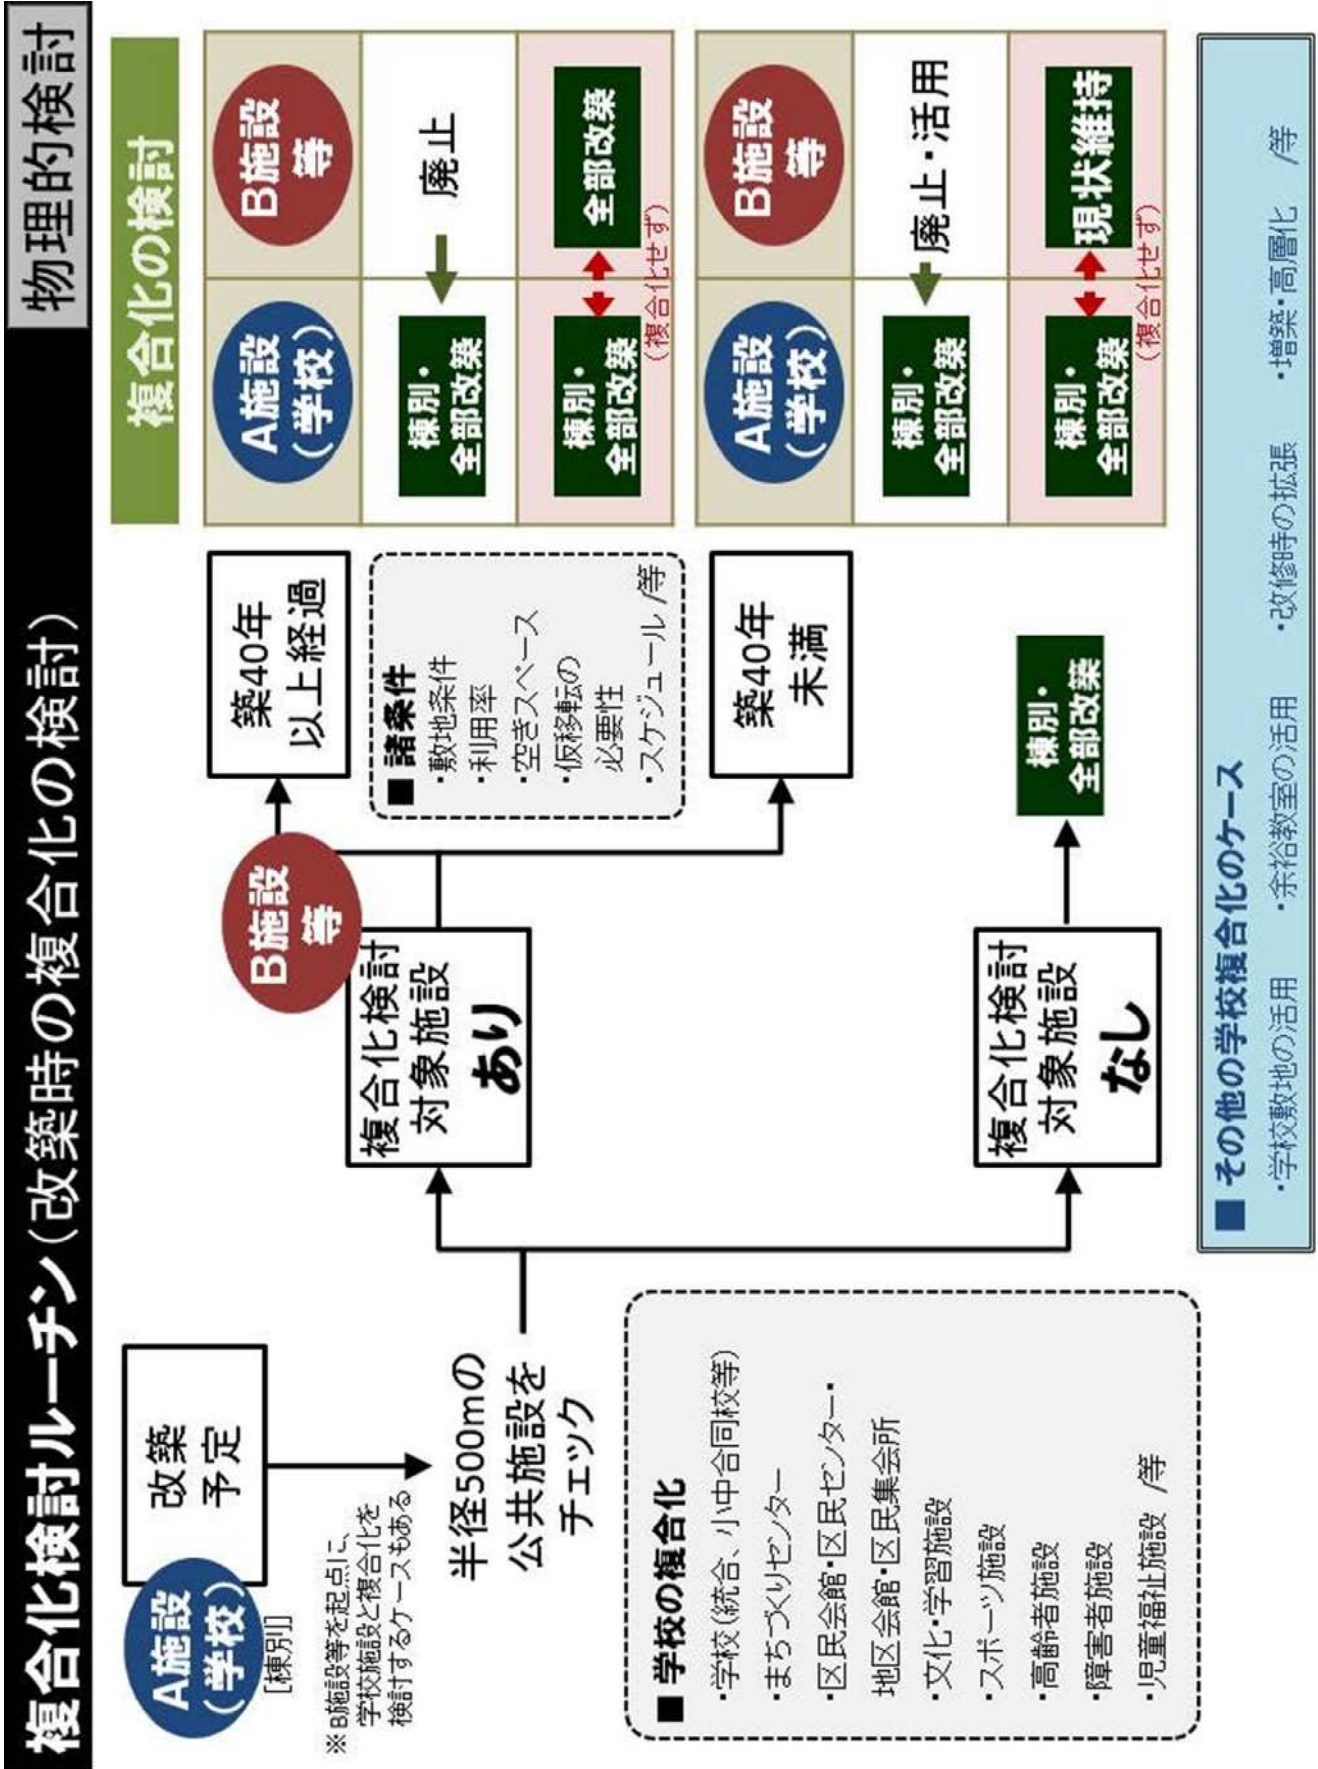 複合化検討ルーチン(改築時の複合化の検討)
物理的検討
A施設
(学校)
[棟別]
改築
予定
※B施設等を起点に、
学校施設と複合化を
検討するケースもある
半径500mの
公共施設を
チェック
■ 学校の複合化
・学校(統合、小中合同校等)
・まちづくりセンター
・区民会館・区民センター・
地区会館・区民集会所
・文化・学習施設
・スポーツ施設
・高齢者施設
・障害者施設
・児童福祉施設 /等
B施設
等
複合化検討
対象施設
あり
複合化検討
対象施設
なし
築40年
以上経過
■ 諸条件
・敷地条件
・利用率
・空きスペース
・仮移転の
必要性
・スケジュール /等
築40年
未満
棟別・
全部改築
複合化の検討
A施設
(学校)
B施設
等
棟別・
全部改築
廃止
棟別・
全部改築
全部改築
(複合化せず)
A施設
(学校)
B施設
等
棟別・
全部改築
廃止・活用
棟別・
全部改築
現状維持
(複合化せず)
■ その他の学校複合化のケース
・学校敷地の活用 ・余裕教室の活用 ・改修時の拡張 ・増築・高層化 /等